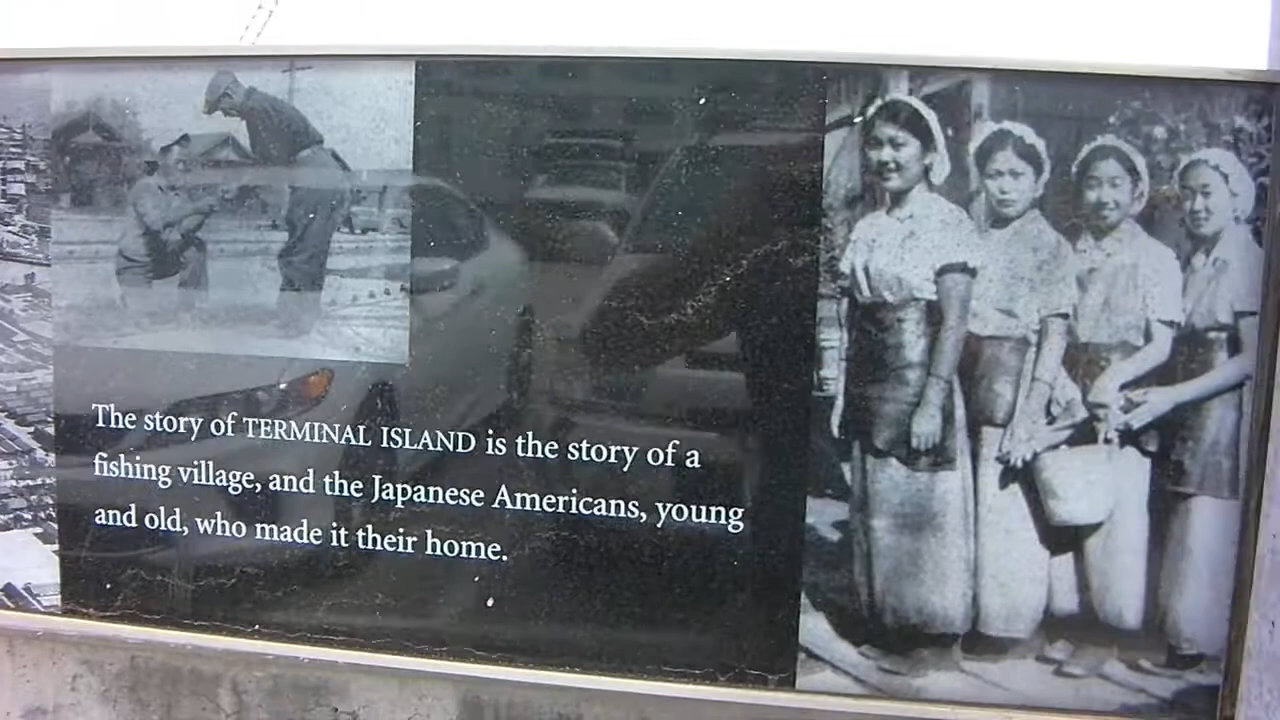 The story of TERMINAL ISLAND is the story of a
fishing village, and the Japanese Americans, young
and old, who made it their home.